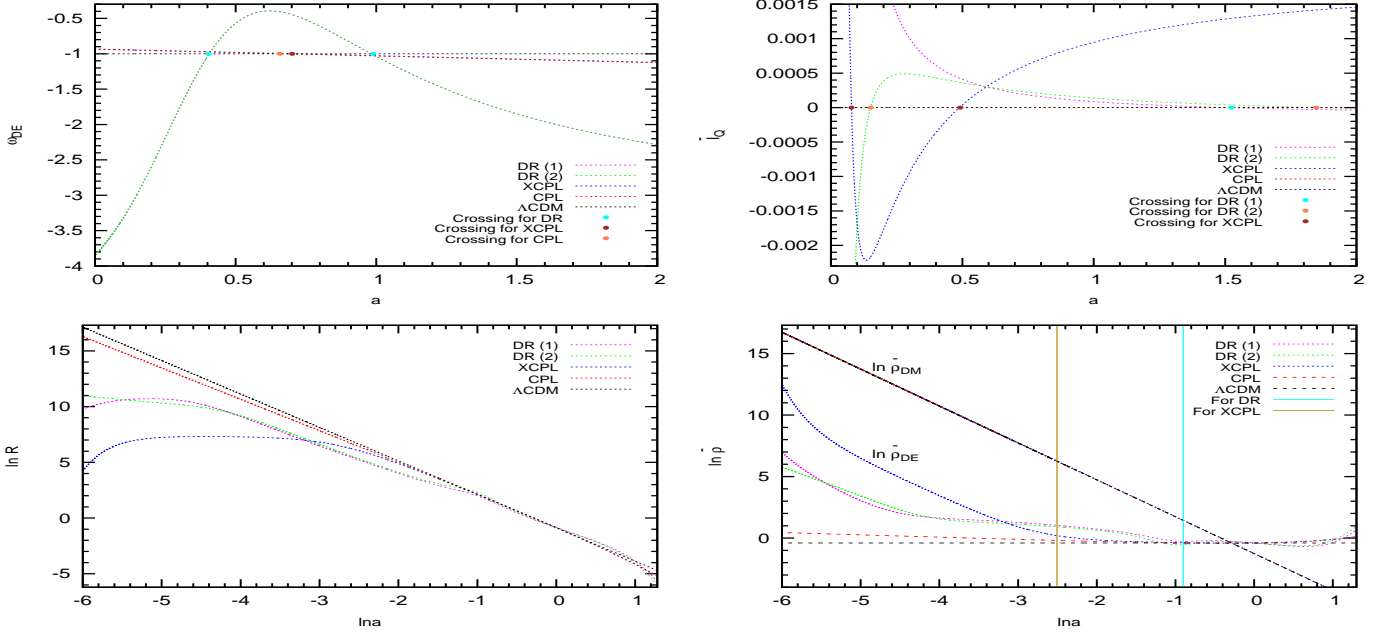 -0.5
-1
-1.5
-2
-2.5
-3
-3.5
-4
0
0.5
1
1.5
2
a
ωDE
DR (1)
DR (2)
XCPL
CPL
ΛCDM
Crossing for DR
Crossing for XCPL
Crossing for CPL
0.0015
0.001
0.0005
0
-0.0005
-0.001
-0.0015
-0.002
0
0.5
1
1.5
2
a
ĪQ
DR (1)
DR (2)
XCPL
CPL
ΛCDM
Crossing for DR (1)
Crossing for DR (2)
Crossing for XCPL
15
10
5
0
-5
-6
-5
-4
-3
-2
-1
0
1
lna
ln R
DR (1)
DR (2)
XCPL
CPL
ΛCDM
15
10
5
0
-6
-5
-4
-3
-2
-1
0
1
lna
ln ρ̄
ln ρ̄DM
ln ρ̄DE
DR (1)
DR (2)
XCPL
CPL
ΛCDM
For DR
For XCPL